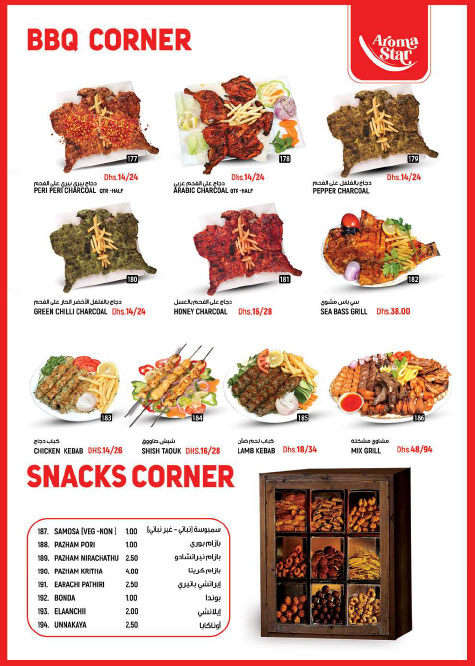 BBQ CORNER
Aroma
Star
177
Dhs.14/24
دجاج بيري بيري على الفحم
PERI PERI CHARCOAL QTR -HALF
178
Dhs.14/24
دجاج على الفحم عربي
ARABIC CHARCOAL QTR -HALF
179
Dhs.14/24
دجاج بالفلفل على الفحم
PEPPER CHARCOAL
180
دجاج بالفلفل الأخضر الحار على الفحم
GREEN CHILLI CHARCOAL Dhs.14/24
181
دجاج على الفحم بالعسل
HONEY CHARCOAL Dhs.16/28
182
سي باس مشوي
SEA BASS GRILL Dhs.38.00
183
كباب دجاج
CHICKEN KEBAB DHS.14/26
184
شيش طاووق
SHISH TAOUK DHS.16/28
185
كباب لحم ضأن
LAMB KEBAB Dhs.18/34
186
مشاوي مشكلة
MIX GRILL Dhs.48/94
SNACKS CORNER
187. SAMOSA (VEG -NON ) 1.00 سمبوسة (نباتي - غير نباتي)
188. PAZHAM PORI 1.00 بازام بوري
189. PAZHAM NIRACHATHU 2.50 بازام نيراتشادو
190. PAZHAM KRITHA 4.00 بازام كريتا
191. EARACHI PATHIRI 2.50 إيراتشي باتيري
192. BONDA 1.00 بوندا
193. ELAANCHII 2.00 إيلانشي
194. UNNAKAYA 2.50 أوناكايا